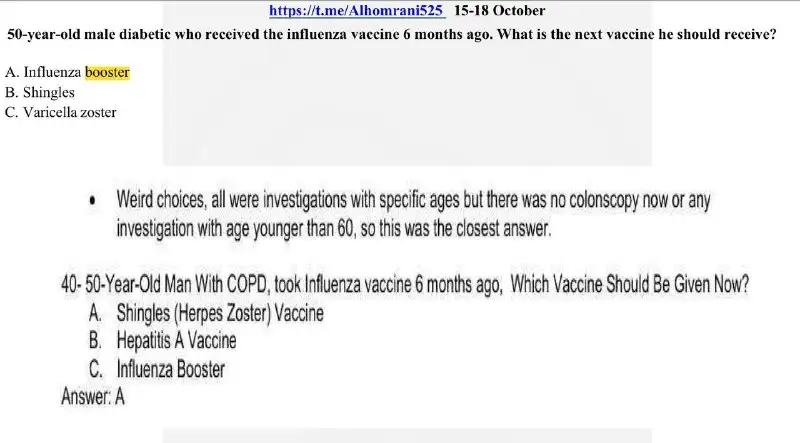 https://t.me/Alhomrani525 15-18 October
50-year-old male diabetic who received the influenza vaccine 6 months ago. What is the next vaccine he should receive?
A. Influenza booster
B. Shingles
C. Varicella zoster
• Weird choices, all were investigations with specific ages but there was no colonscopy now or any
investigation with age younger than 60, so this was the closest answer.
40- 50-Year-Old Man With COPD, took Influenza vaccine 6 months ago, Which Vaccine Should Be Given Now?
A. Shingles (Herpes Zoster) Vaccine
B. Hepatitis A Vaccine
C. Influenza Booster
Answer: A